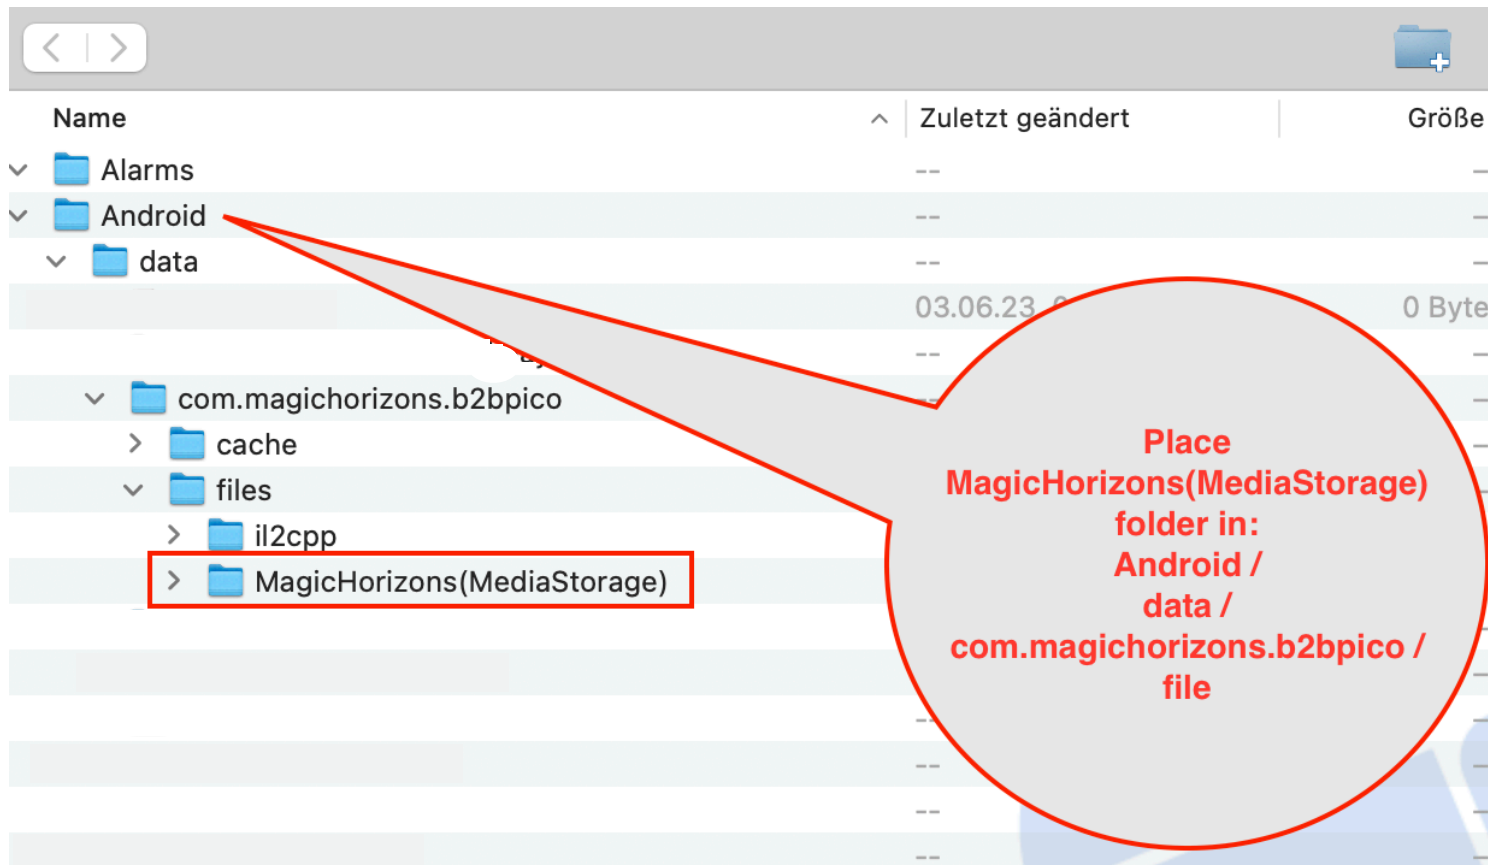 Name
Zuletzt geändert
Größe
Alarms
--
Android
--
data
--
03.06.23
0 Byte
--
com.magichorizons.b2bpico
--
cache
files
il2cpp
MagicHorizons(MediaStorage)
Place
MagicHorizons(MediaStorage)
folder in:
Android /
data /
com.magichorizons.b2bpico /
file
--
--
--
--